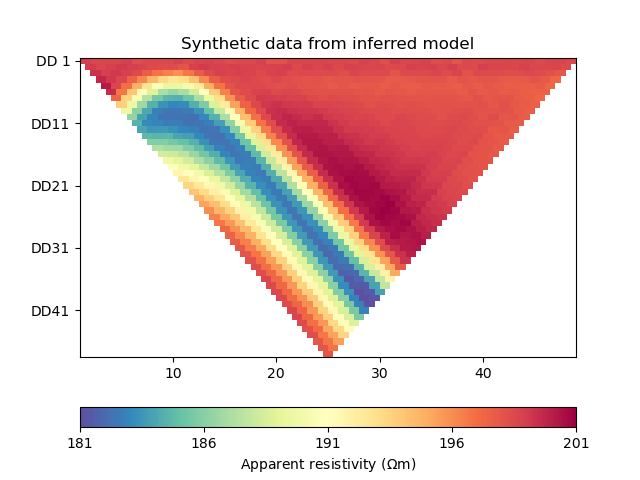 Synthetic data from inferred model
DD 1
DD11
DD21
DD31
DD41
10 20 30 40
181 186 191 196 201
Apparent resistivity (Ωm)